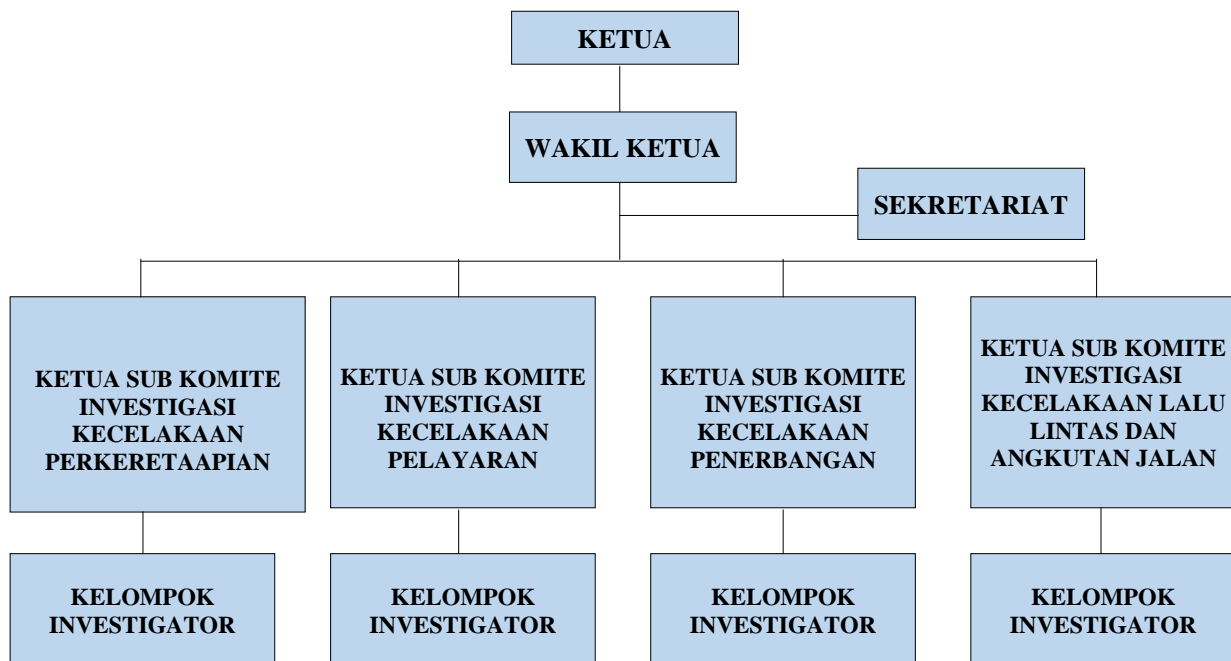 KETUA
WAKIL KETUA
SEKRETARIAT
KETUA SUB KOMITE
INVESTIGASI
KECELAKAAN
PERKERETAAPIAN
KETUA SUB KOMITE
INVESTIGASI
KECELAKAAN
PELAYARAN
KETUA SUB KOMITE
INVESTIGASI
KECELAKAAN
PENERBANGAN
KETUA SUB KOMITE
INVESTIGASI
KECELAKAAN LALU
LINTAS DAN
ANGKUTAN JALAN
KELOMPOK
INVESTIGATOR
KELOMPOK
INVESTIGATOR
KELOMPOK
INVESTIGATOR
KELOMPOK
INVESTIGATOR